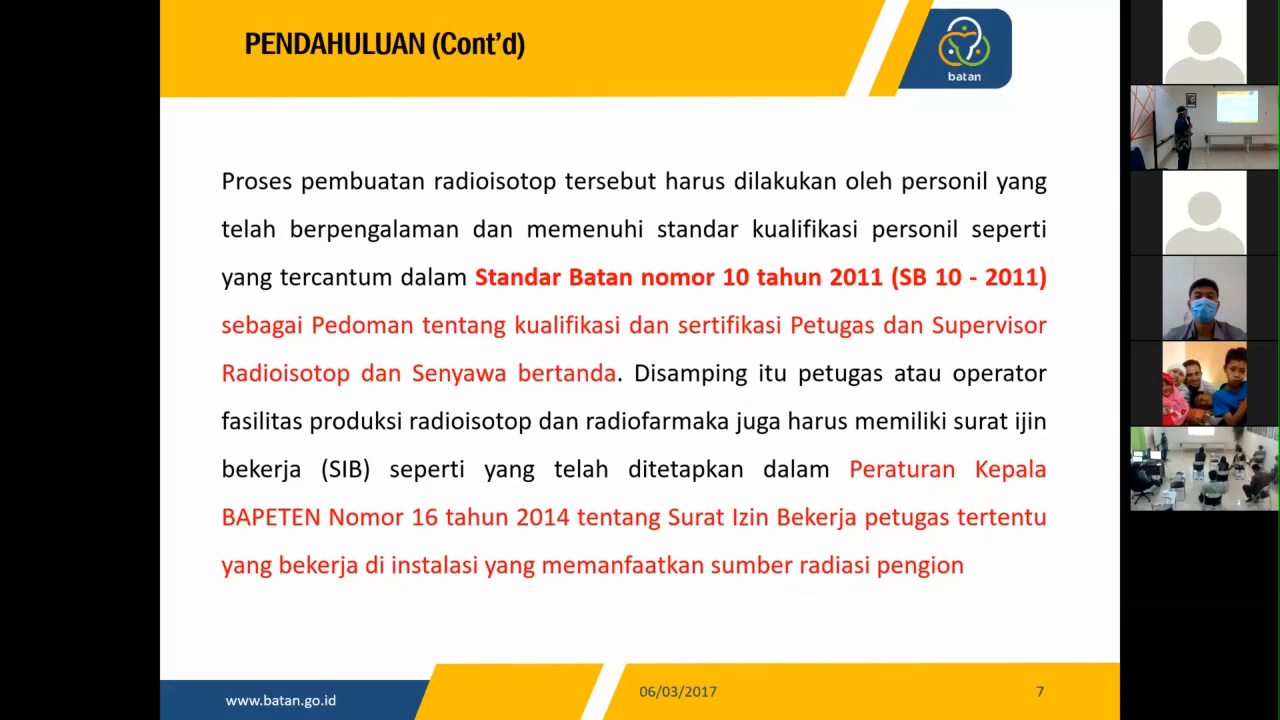 PENDAHULUAN (Cont'd)
batan
Proses pembuatan radioisotop tersebut harus dilakukan oleh personil yang
telah berpengalaman dan memenuhi standar kualifikasi personil seperti
yang tercantum dalam Standar Batan nomor 10 tahun 2011 (SB 10 - 2011)
sebagai Pedoman tentang kualifikasi dan sertifikasi Petugas dan Supervisor
Radioisotop dan Senyawa bertanda. Disamping itu petugas atau operator
fasilitas produksi radioisotop dan radiofarmaka juga harus memiliki surat ijin
bekerja (SIB) seperti yang telah ditetapkan dalam Peraturan Kepala
BAPETEN Nomor 16 tahun 2014 tentang Surat Izin Bekerja petugas tertentu
yang bekerja di instalasi yang memanfaatkan sumber radiasi pengion
www.batan.go.id
06/03/2017
7